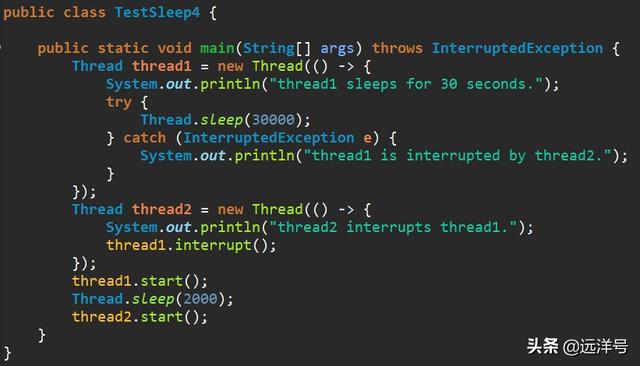 public class TestSleep4 {
    public static void main(String[] args) throws InterruptedException {
        Thread thread1 = new Thread(() -> {
            System.out.println("thread1 sleeps for 30 seconds.");
            try {
                Thread.sleep(30000);
            } catch (InterruptedException e) {
                System.out.println("thread1 is interrupted by thread2.");
            }
        });
        Thread thread2 = new Thread(() -> {
            System.out.println("thread2 interrupts thread1.");
            thread1.interrupt();
        });
        thread1.start();
        Thread.sleep(2000);
        thread2.start();
    }
}
头条 @远洋号